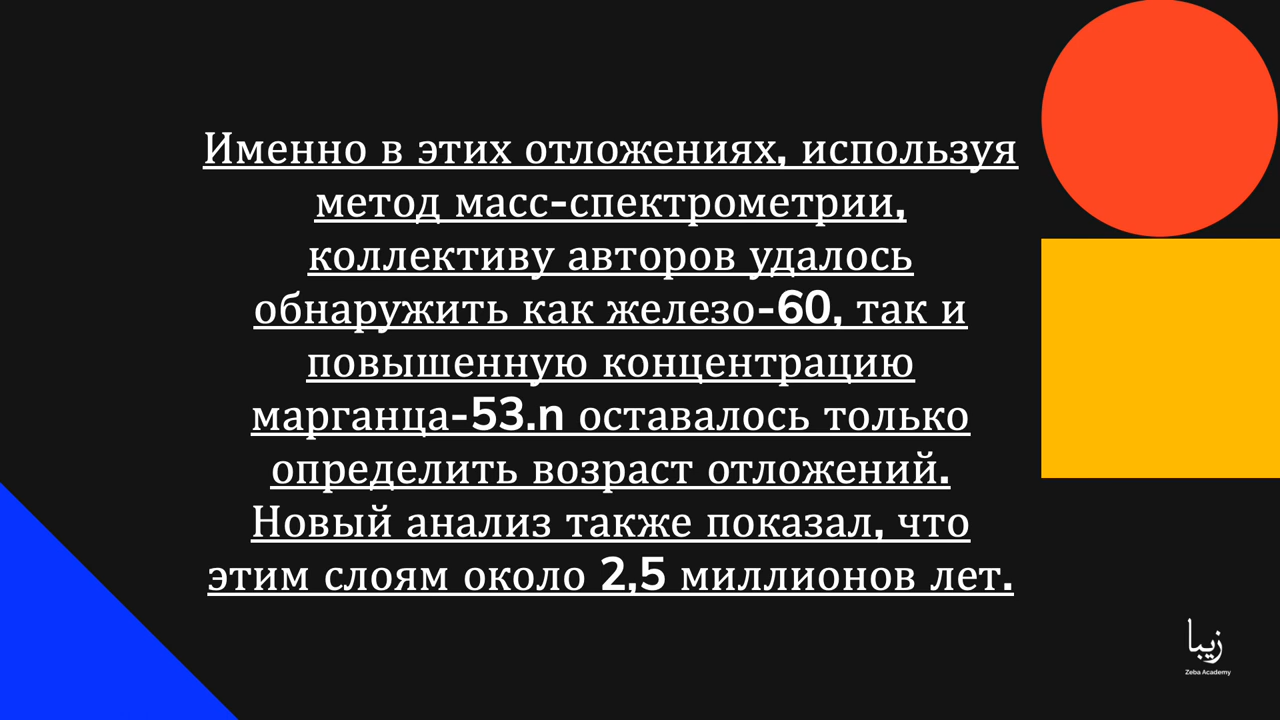 Именно в этих отложениях, используя
метод масс-спектрометрии,
коллективу авторов удалось
обнаружить как железо-60, так и
повышенную концентрацию
марганца-53.n оставалось только
определить возраст отложений.
Новый анализ также показал, что
этим слоям около 2,5 миллионов лет.
زیبا
Zeba Academy